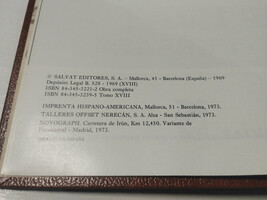 © SALVAT EDITORES, S. A. - Mallorca, 41 - Barcelona (España) - 1969
Depósito Legal B. 528 - 1969 (XVIII)
ISBN 84-345-3221-2 Obra completa
ISBN 84-345-3239-5 Tomo XVIII
IMPRENTA HISPANO-AMERICANA, Mallorca, 51 - Barcelona, 1973.
TALLERES OFFSET NERECÁN, S. A. Alza - San Sebastián, 1973.
NOVOGRAPH. Carretera de Irún, Km 12,450. Variante de
Fuencarral - Madrid, 1973.